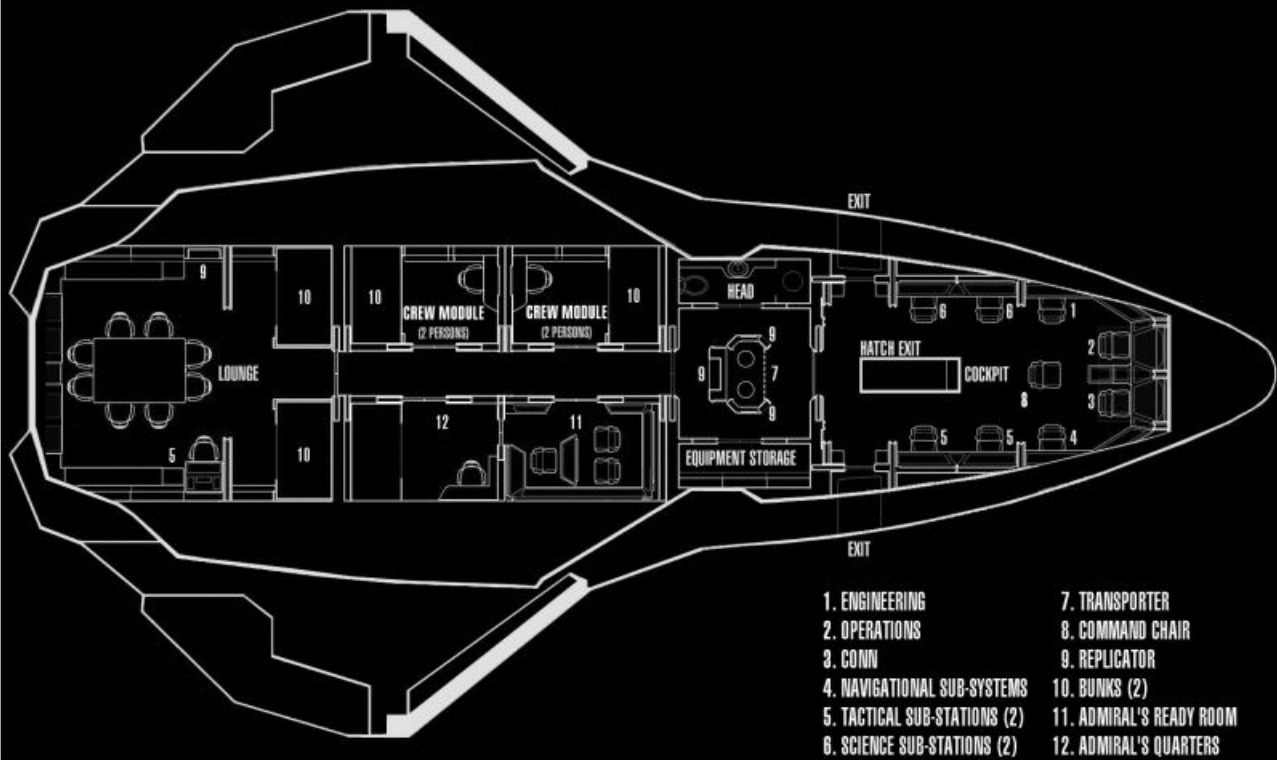 EXIT
9
10
10
CREW MODULE
(2 PERSONS)
CREW MODULE
(2 PERSONS)
10
HEAD
6
6
1
9
2
HATCH EXIT
LOUNGE
9
7
COCKPIT
8
3
9
12
11
5
10
EQUIPMENT STORAGE
5
5
4
EXIT
1. ENGINEERING
2. OPERATIONS
3. CONN
4. NAVIGATIONAL SUB-SYSTEMS
5. TACTICAL SUB-STATIONS (2)
6. SCIENCE SUB-STATIONS (2)
7. TRANSPORTER
8. COMMAND CHAIR
9. REPLICATOR
10. BUNKS (2)
11. ADMIRAL'S READY ROOM
12. ADMIRAL'S QUARTERS